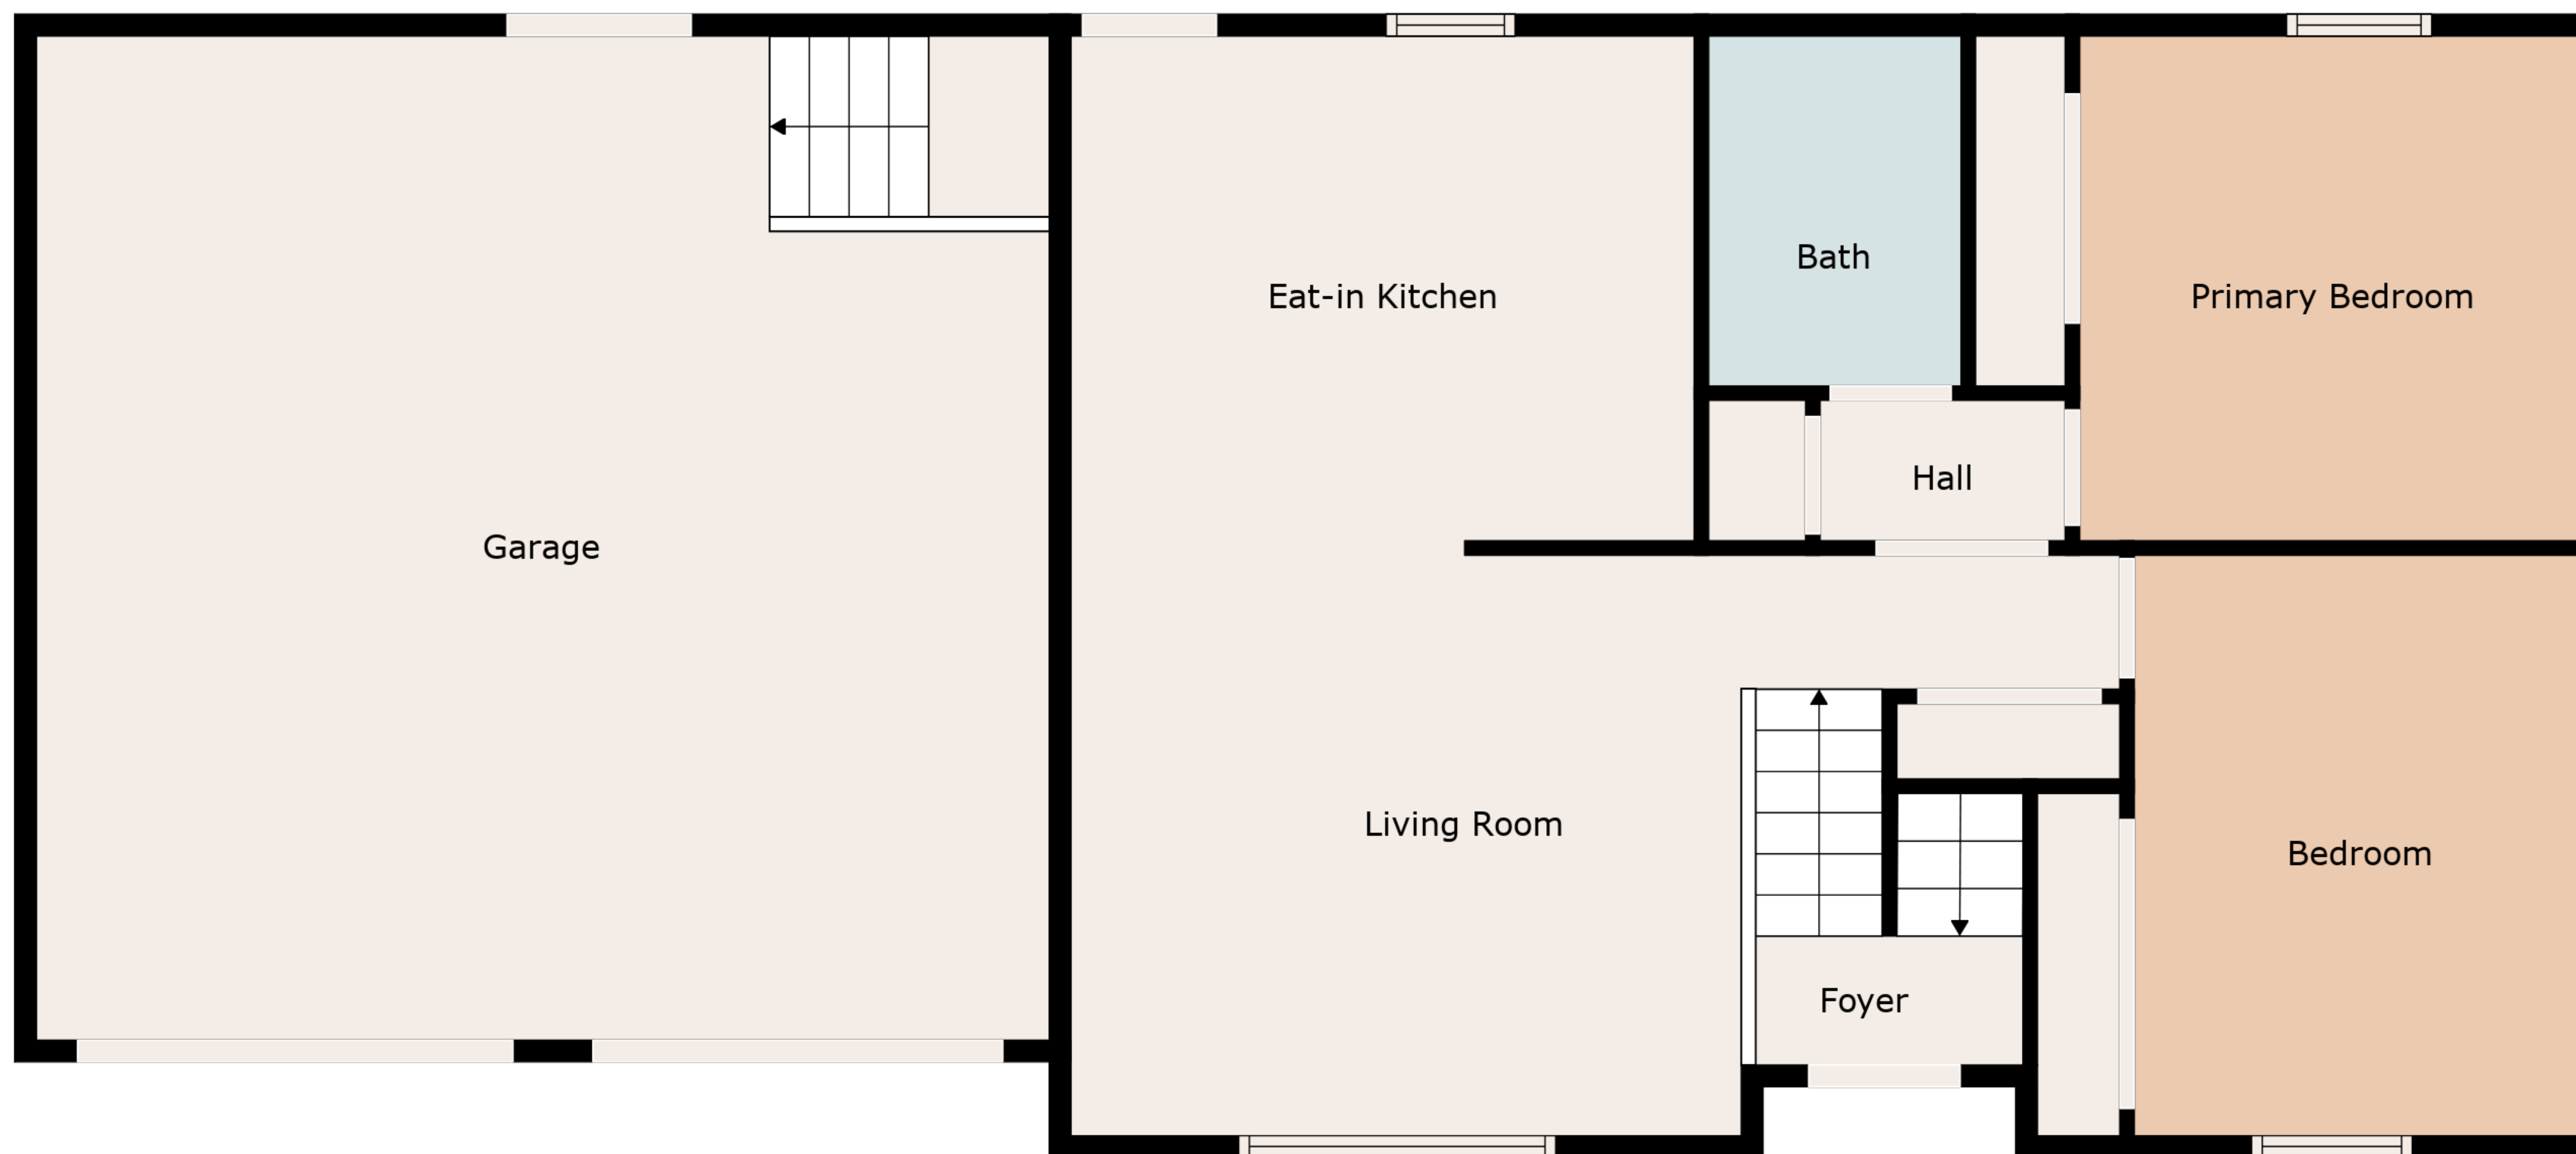 Bath
Eat-in Kitchen
Primary Bedroom
Hall
Garage
Living Room
Bedroom
Foyer